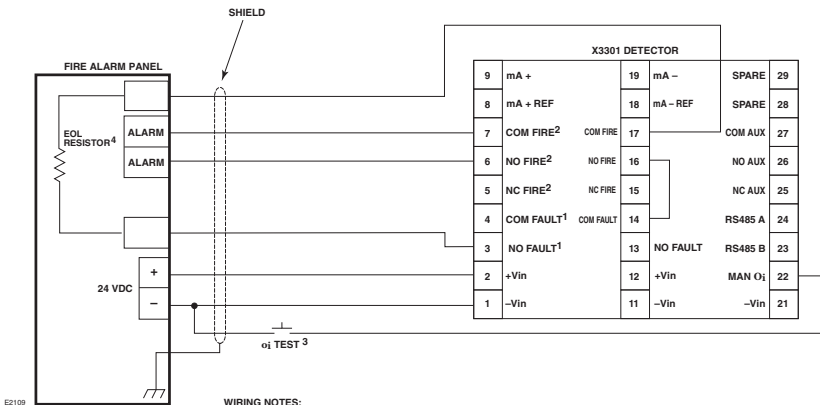 SHIELD
X3301 DETECTOR
FIRE ALARM PANEL
EOL
RESISTOR4
ALARM
ALARM
24 VDC
+
–
oi TEST 3
9 mA + 19 mA – SPARE 29
8 mA + REF 18 mA – REF SPARE 28
7 COM FIRE2 COM FIRE 17 COM AUX 27
6 NO FIRE2 NO FIRE 16 NO AUX 26
5 NC FIRE2 NC FIRE 15 NC AUX 25
4 COM FAULT1 COM FAULT 14 RS485 A 24
3 NO FAULT1 13 NO FAULT RS485 B 23
2 +Vin 12 +Vin MAN Oi 22
1 –Vin 11 –Vin –Vin 21
E2109
WIRING NOTES: